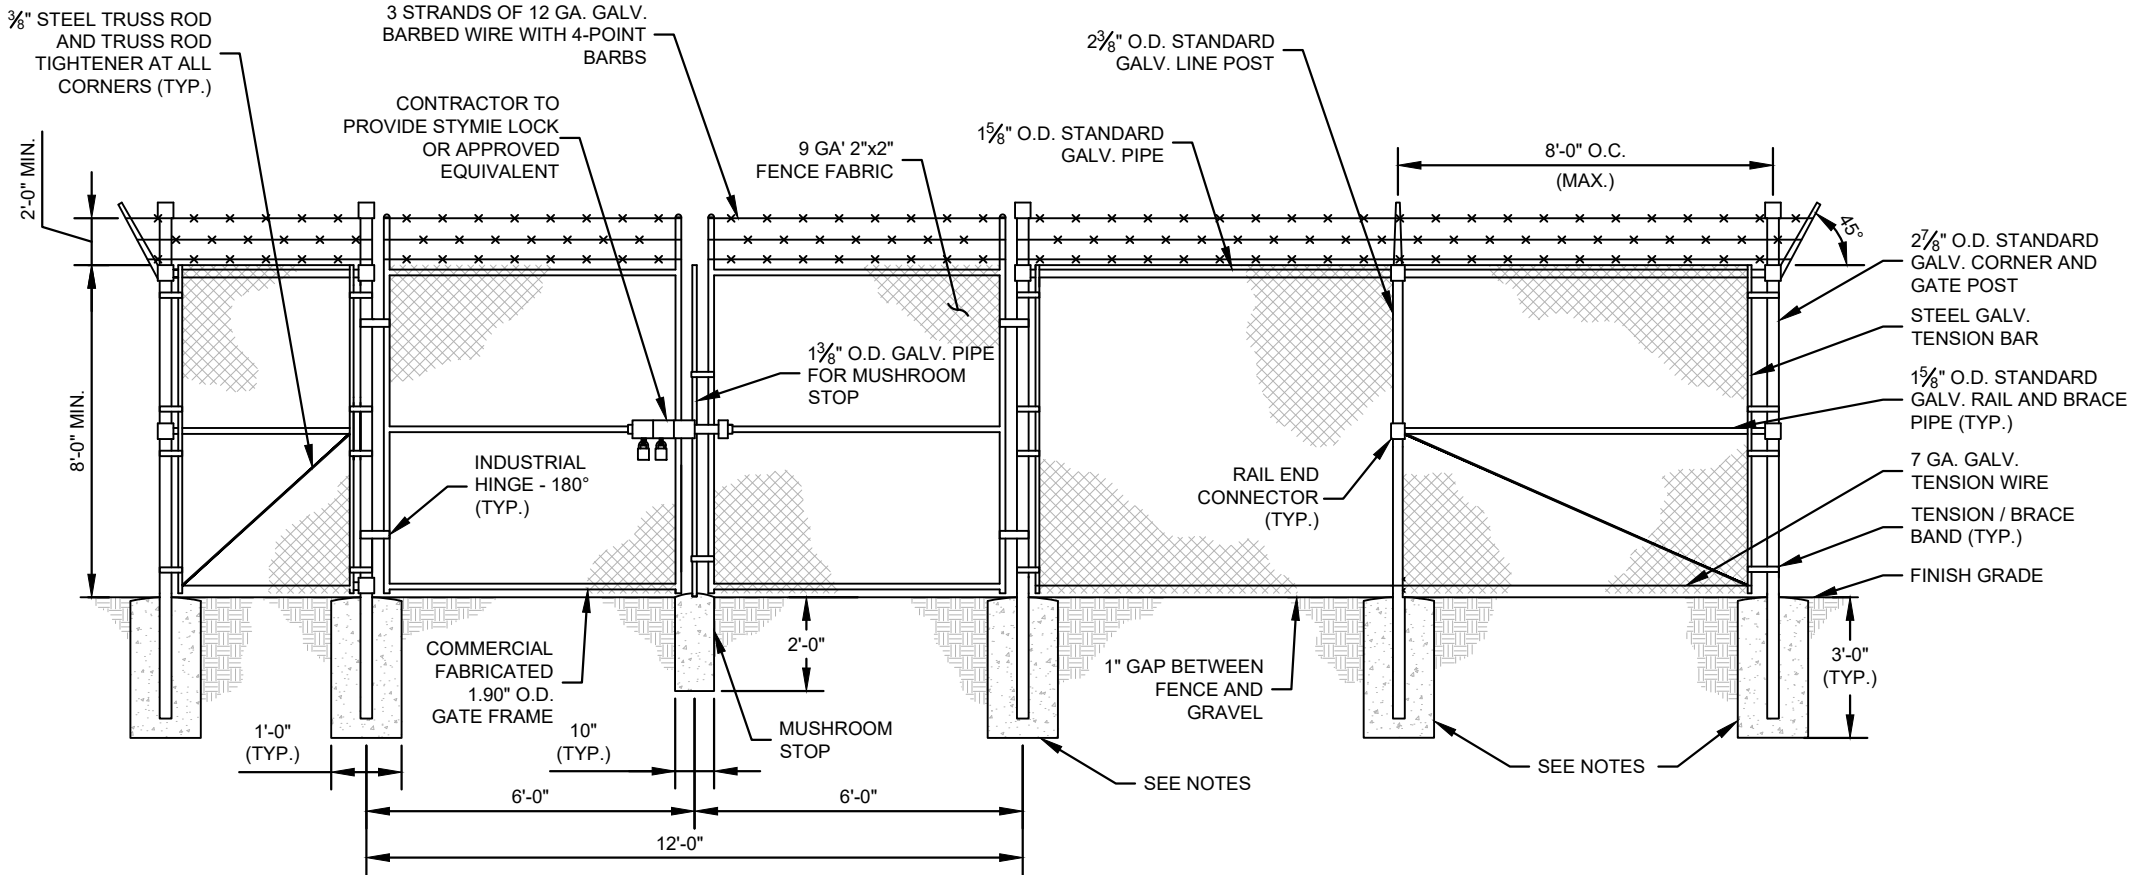 ⅜" STEEL TRUSS ROD
AND TRUSS ROD
TIGHTENER AT ALL
CORNERS (TYP.)
3 STRANDS OF 12 GA. GALV.
BARBED WIRE WITH 4-POINT
BARBS
CONTRACTOR TO
PROVIDE STYMIE LOCK
OR APPROVED
EQUIVALENT
9 GA' 2"x2"
FENCE FABRIC
2⅜" O.D. STANDARD
GALV. LINE POST
1⅝" O.D. STANDARD
GALV. PIPE
8'-0" O.C.
(MAX.)
2'-0" MIN.
8'-0" MIN.
45°
2⅞" O.D. STANDARD
GALV. CORNER AND
GATE POST
STEEL GALV.
TENSION BAR
1⅝" O.D. STANDARD
GALV. RAIL AND BRACE
PIPE (TYP.)
7 GA. GALV.
TENSION WIRE
TENSION / BRACE
BAND (TYP.)
FINISH GRADE
1⅜" O.D. GALV. PIPE
FOR MUSHROOM
STOP
INDUSTRIAL
HINGE - 180°
(TYP.)
RAIL END
CONNECTOR
(TYP.)
COMMERCIAL
FABRICATED
1.90" O.D.
GATE FRAME
2'-0"
1" GAP BETWEEN
FENCE AND
GRAVEL
3'-0"
(TYP.)
1'-0"
(TYP.)
10"
(TYP.)
MUSHROOM
STOP
SEE NOTES
SEE NOTES
6'-0"
6'-0"
12'-0"